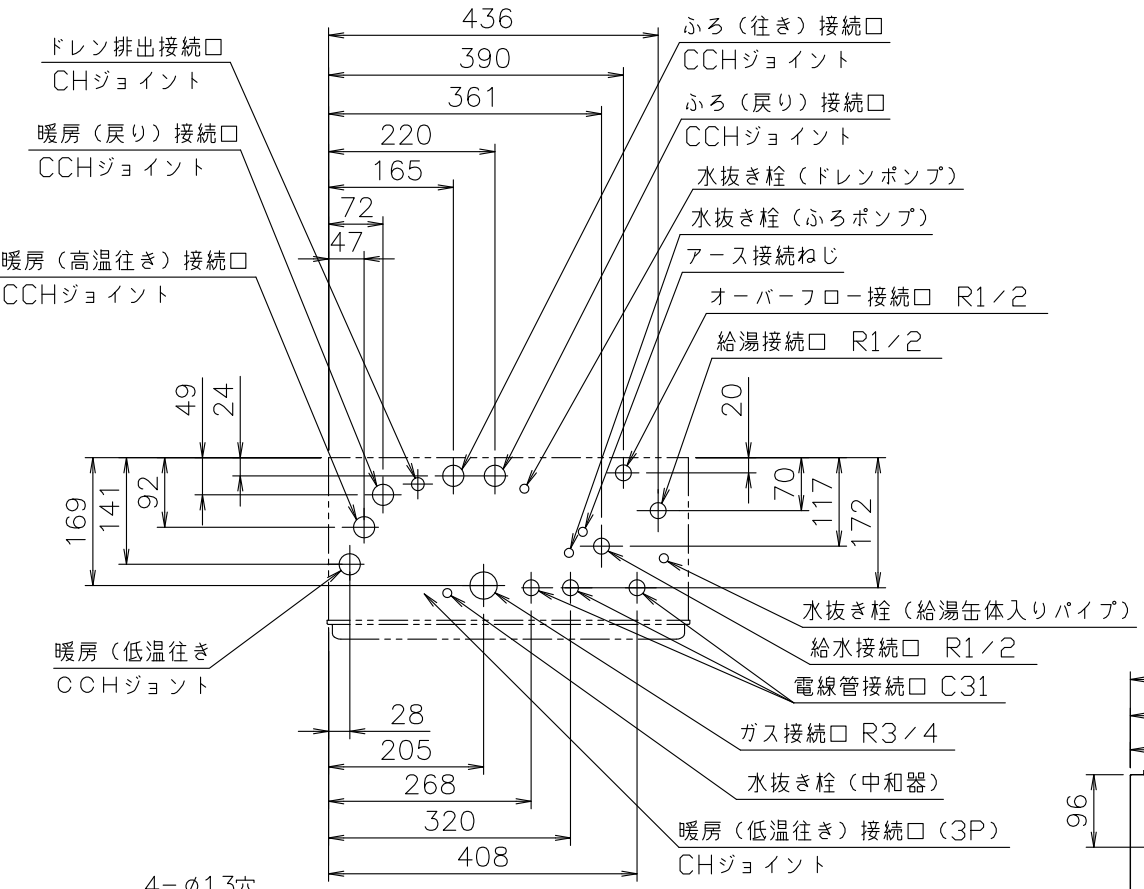 ドレン排出接続口
CHジョイント
暖房（戻り）接続口
CCHジョイント
暖房（高温往き）接続口
CCHジョイント
436
390
361
220
165
72
47
ふろ（往き）接続口
CCHジョイント
ふろ（戻り）接続口
CCHジョイント
水抜き栓（ドレンポンプ）
水抜き栓（ふろポンプ）
アース接続ねじ
オーバーフロー接続口 R1/2
給湯接続口 R1/2
49
24
20
169
141
92
70
117
172
暖房（低温往き
CCHジョント
28
205
268
320
408
水抜き栓（給湯缶体入りパイプ）
給水接続口 R1/2
電線管接続口 C31
ガス接続口 R3/4
水抜き栓（中和器）
暖房（低温往き）接続口（3P）
CHジョイント
96
4-φ13穴